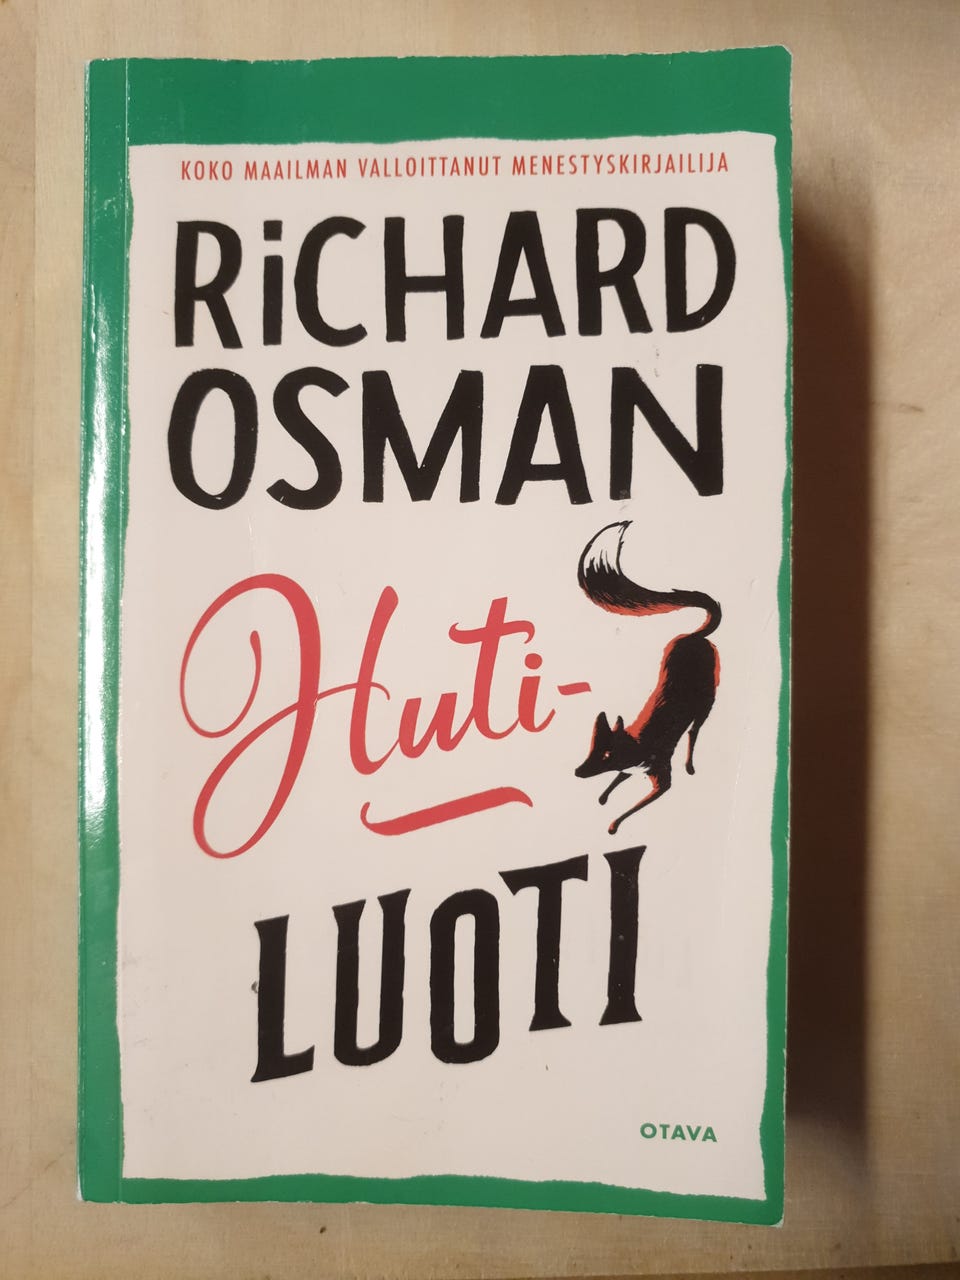 KOKO MAAILMAN VALLOITTANUT MENESTYSKIRJAILIJA
RiCHARD
OSMAN
Huti-
LUOTI
OTAVA